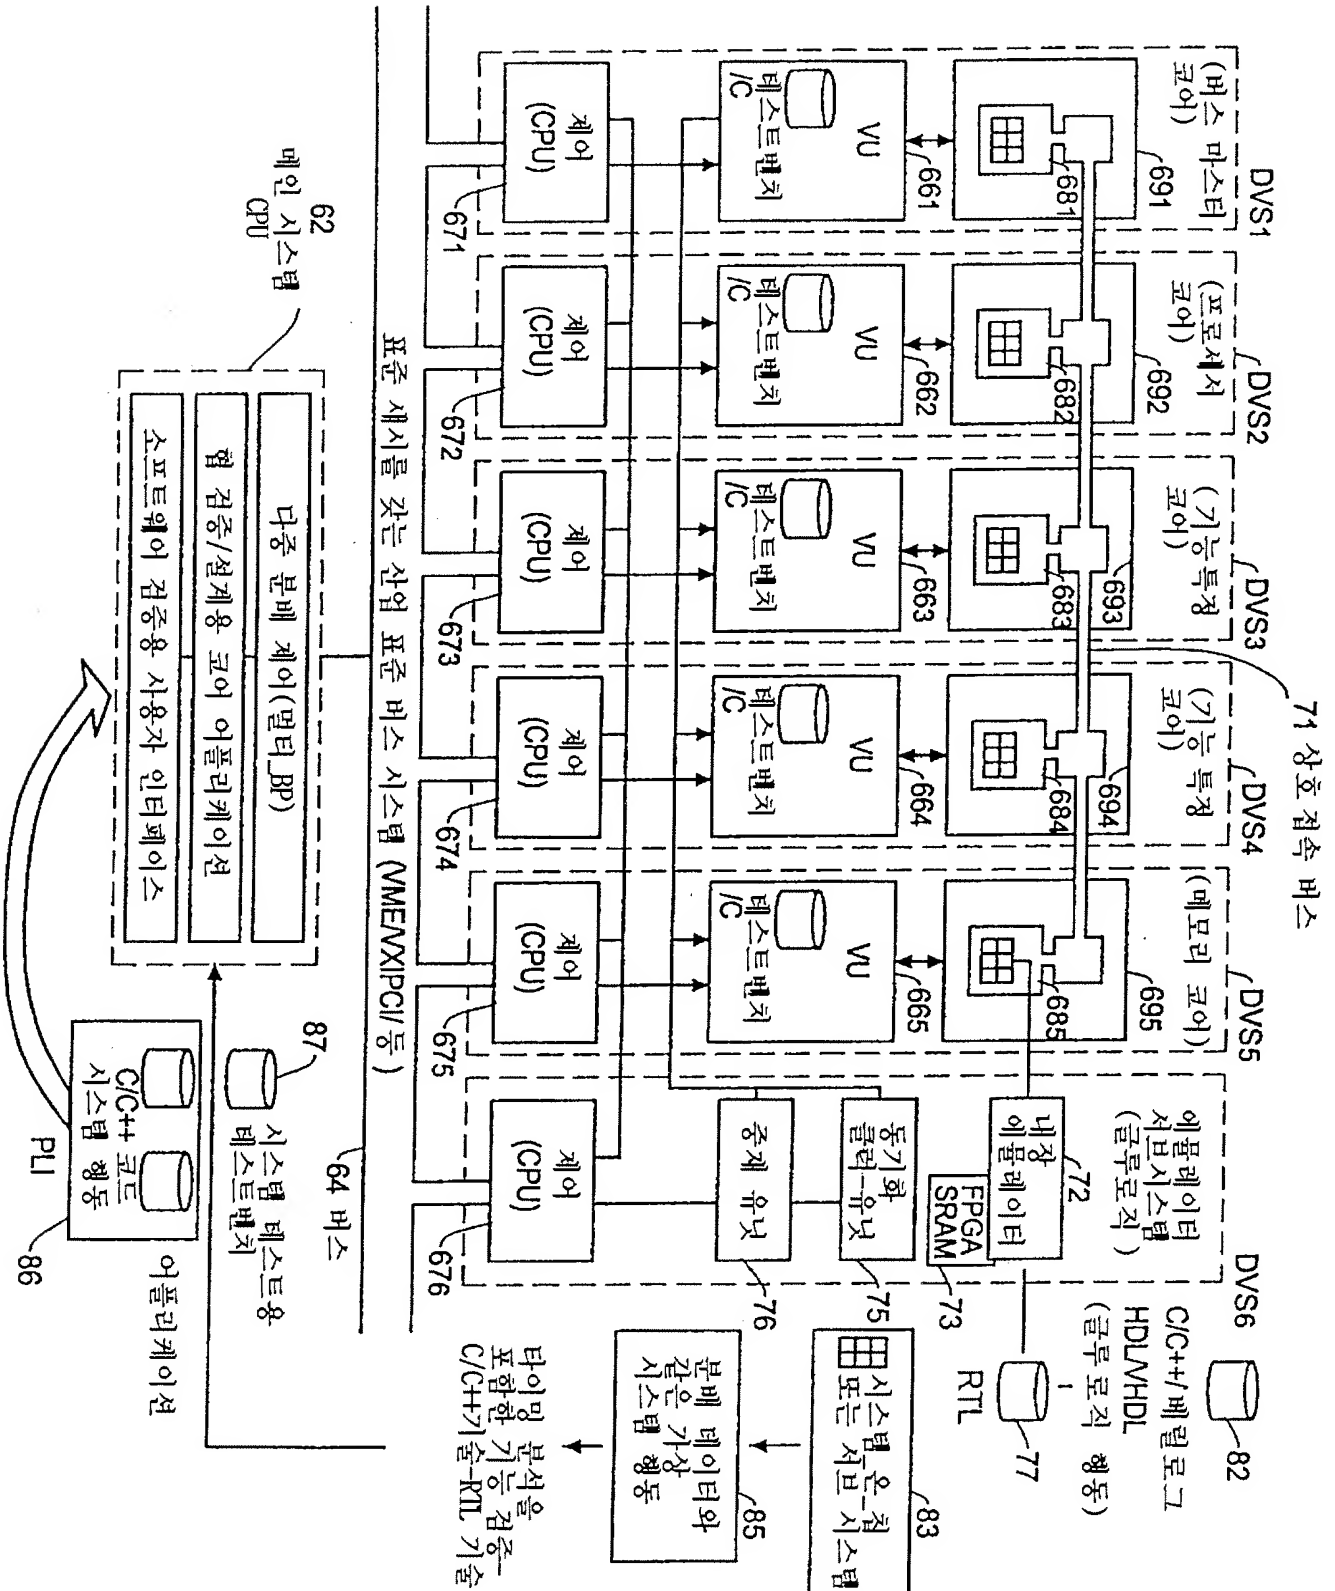 DVS1
(버스 마스터
코어)
691
681
661
VU
테스트벤치
/C
제어
(CPU)
671
DVS2
(프로세서
코어)
692
682
662
VU
테스트벤치
/C
제어
(CPU)
672
DVS3
(기능특정
코어)
693
683
663
VU
테스트벤치
/C
제어
(CPU)
673
71 상호 접속 버스
DVS4
(기능 특정
코어)
694
684
664
VU
테스트벤치
/C
제어
(CPU)
674
DVS5
(메모리 코어)
695
685
665
VU
테스트벤치
/C
제어
(CPU)
675
DVS6
에뮬레이터
서브시스템
(글루로직)
72
내장
에뮬레이터
FPGA
SRAM
73
동기화
클럭-유닛
75
중재 유닛
76
제어
(CPU)
676
82
C/C++/베릴로그
HDL/VHDL
(글루로직 행동)
77
RTL
83
시스템_온_칩
또는 서브 시스템
85
분배 데이터와
같은 가상
시스템 행동
타이밍 분석을
포함한 기능 검증-
C/C++기술-RTL 기술
표준 섀시를 갖는 산업 표준 버스 시스템 (VME/VXIPCI/등)
64 버스
62
메인 시스템
CPU
다중 분배 제어(멀티_BP)
협 검증/설계용 코어 어플리케이션
소프트웨어 검증용 사용자 인터페이스
87
시스템 테스트용
테스트벤치
C/C++ 코드
시스템 행동
PLI
86
어플리케이션